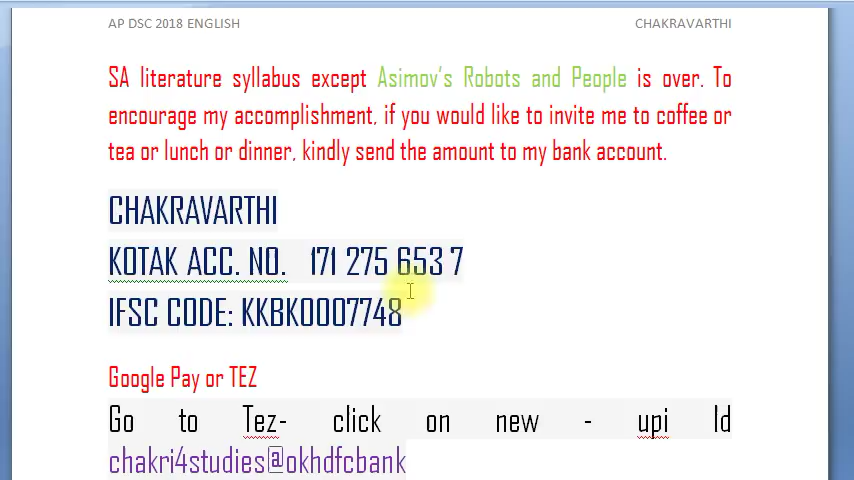 AP DSC 2018 ENGLISH CHAKRAVARTHI
SA literature syllabus except Asimov's Robots and People is over. To
encourage my accomplishment, if you would like to invite me to coffee or
tea or lunch or dinner, kindly send the amount to my bank account.
CHAKRAVARTHI
KOTAK ACC. NO. 171 275 653 7
IFSC CODE: KKBK0007748
Google Pay or TEZ
Go to Tez- click on new - upi Id
chakri4studies@okhdfcbank